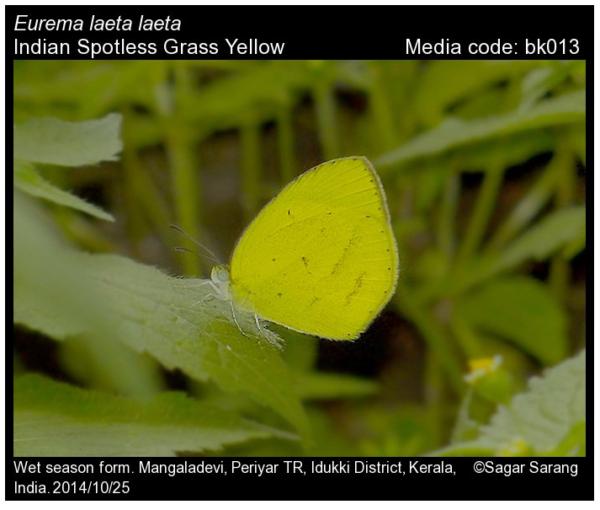 Eurema laeta laeta
Indian Spotless Grass Yellow Media code: bk013
Wet season form. Mangaladevi, Periyar TR, Idukki District, Kerala, ©Sagar Sarang
India. 2014/10/25